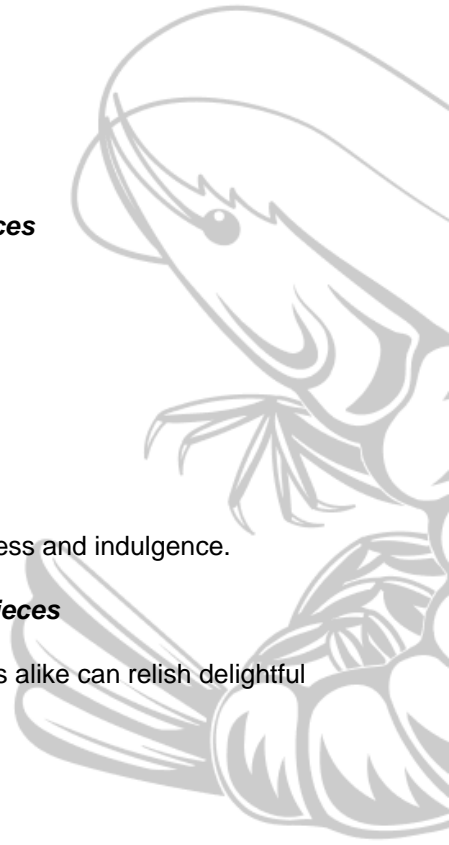 ces
ess and indulgence.
ieces
s alike can relish delightful